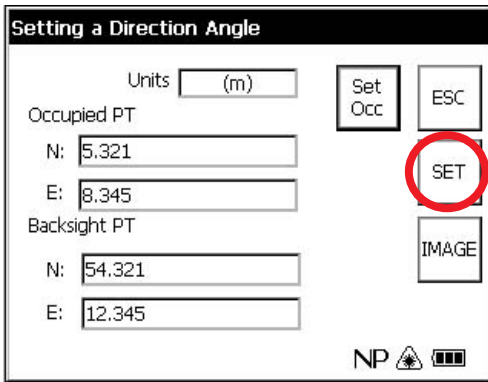 Setting a Direction Angle
Units (m)
Set
Occ
ESC
Occupied PT
N: 5.321
SET
E: 8.345
Backsight PT
IMAGE
N: 54.321
E: 12.345
NP